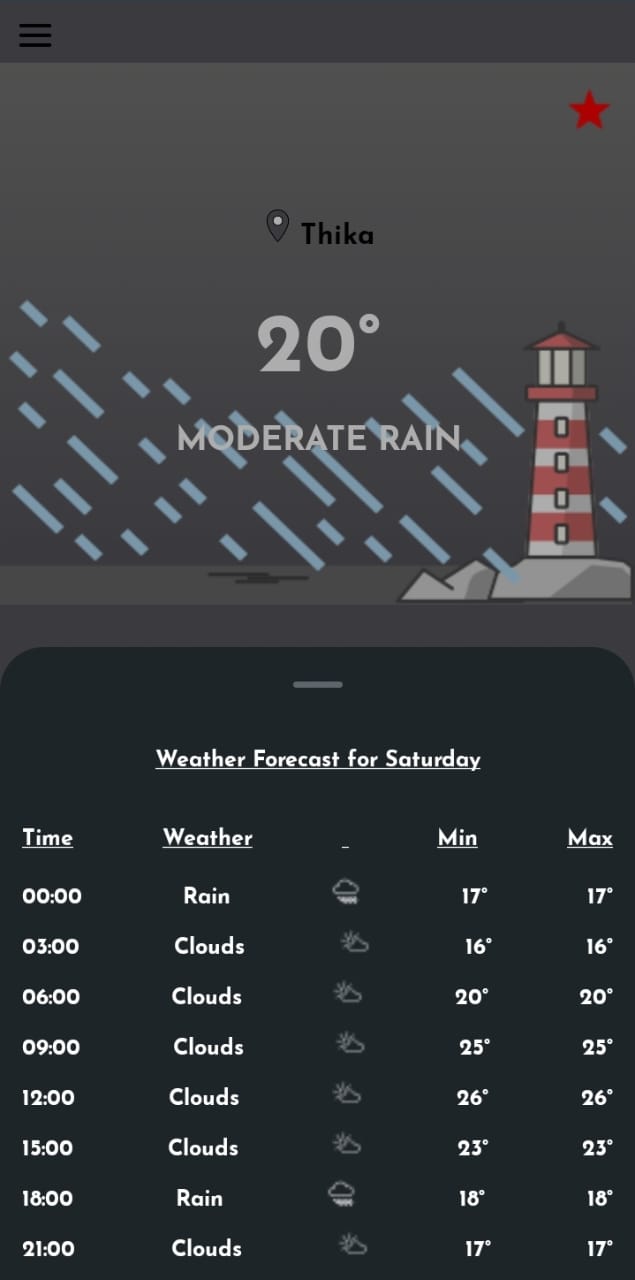 Thika
20°
MODERATE RAIN
Weather Forecast for Saturday
Time Weather _ Min Max
00:00 Rain 17° 17°
03:00 Clouds 16° 16°
06:00 Clouds 20° 20°
09:00 Clouds 25° 25°
12:00 Clouds 26° 26°
15:00 Clouds 23° 23°
18:00 Rain 18° 18°
21:00 Clouds 17° 17°